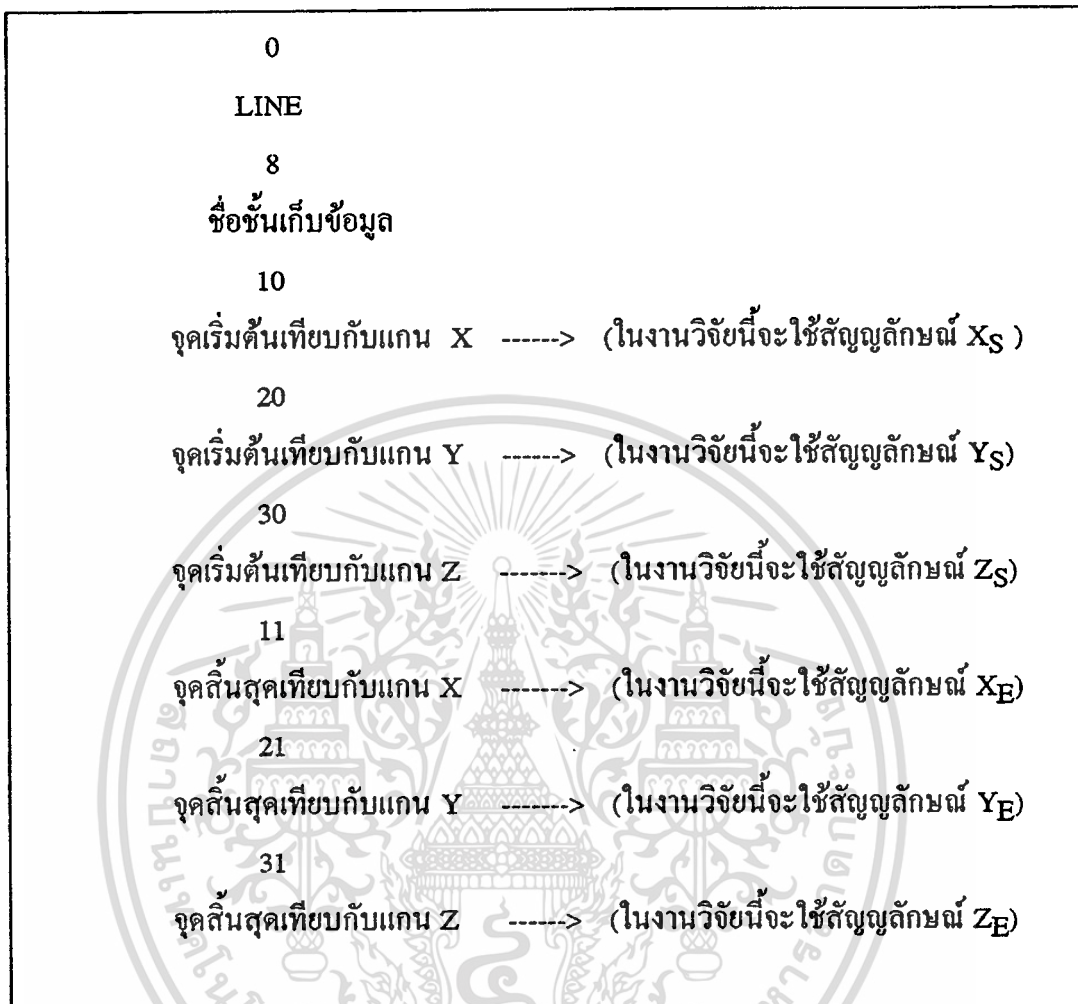 0
LINE
8
ชื่อชั้นเก็บข้อมูล
10
จุดเริ่มต้นเทียบกับแกน X ------> (ในงานวิจัยนี้จะใช้สัญญลักษณ์ XS )
20
จุดเริ่มต้นเทียบกับแกน Y ------> (ในงานวิจัยนี้จะใช้สัญญลักษณ์ YS)
30
จุดเริ่มต้นเทียบกับแกน Z -------> (ในงานวิจัยนี้จะใช้สัญญลักษณ์ ZS)
11
จุดสิ้นสุดเทียบกับแกน X -------> (ในงานวิจัยนี้จะใช้สัญญลักษณ์ XE)
21
จุดสิ้นสุดเทียบกับแกน Y -------> (ในงานวิจัยนี้จะใช้สัญญลักษณ์ YE)
31
จุดสิ้นสุดเทียบกับแกน Z ------> (ในงานวิจัยนี้จะใช้สัญญลักษณ์ ZE)